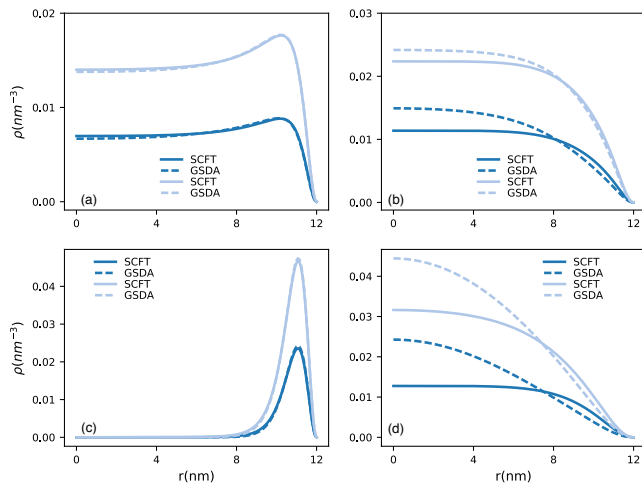 0.02
0.01
0.00
ρ(nm⁻³)
SCFT
GSDA
SCFT
GSDA
(a)
0 4 8 12
0.03
0.02
0.01
0.00
SCFT
GSDA
SCFT
GSDA
(b)
0 4 8 12
0.04
0.03
0.02
0.01
0.00
ρ(nm⁻³)
SCFT
GSDA
SCFT
GSDA
(c)
0 4 8 12
r(nm)
0.04
0.03
0.02
0.01
0.00
SCFT
GSDA
SCFT
GSDA
(d)
0 4 8 12
r(nm)